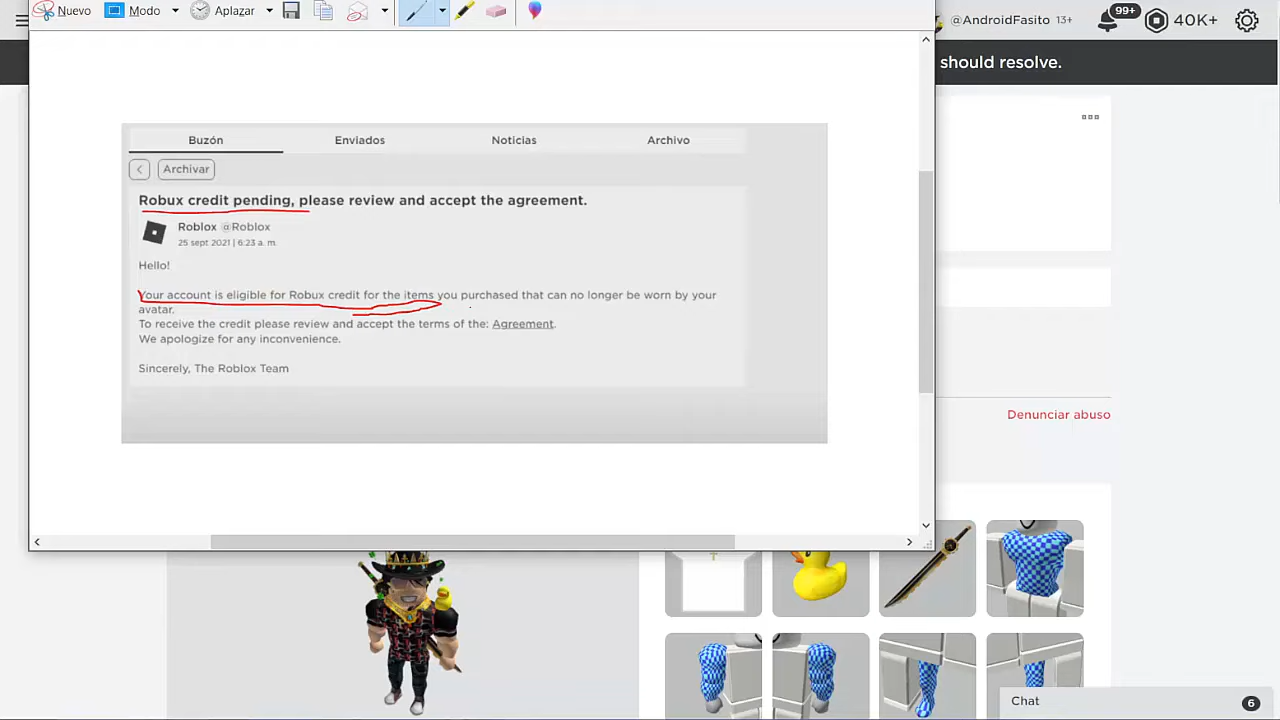 Nuevo Modo Aplazar
@AndroidFasito 13+ 99+ 40K+
should resolve.
Buzón Enviados Noticias Archivo
Archivar
Robux credit pending, please review and accept the agreement.
Roblox @Roblox
25 sept 2021 | 6:23 a. m.
Hello!
Your account is eligible for Robux credit for the items you purchased that can no longer be worn by your
avatar.
To receive the credit please review and accept the terms of the: Agreement.
We apologize for any inconvenience.
Sincerely, The Roblox Team
Denunciar abuso
Chat 6